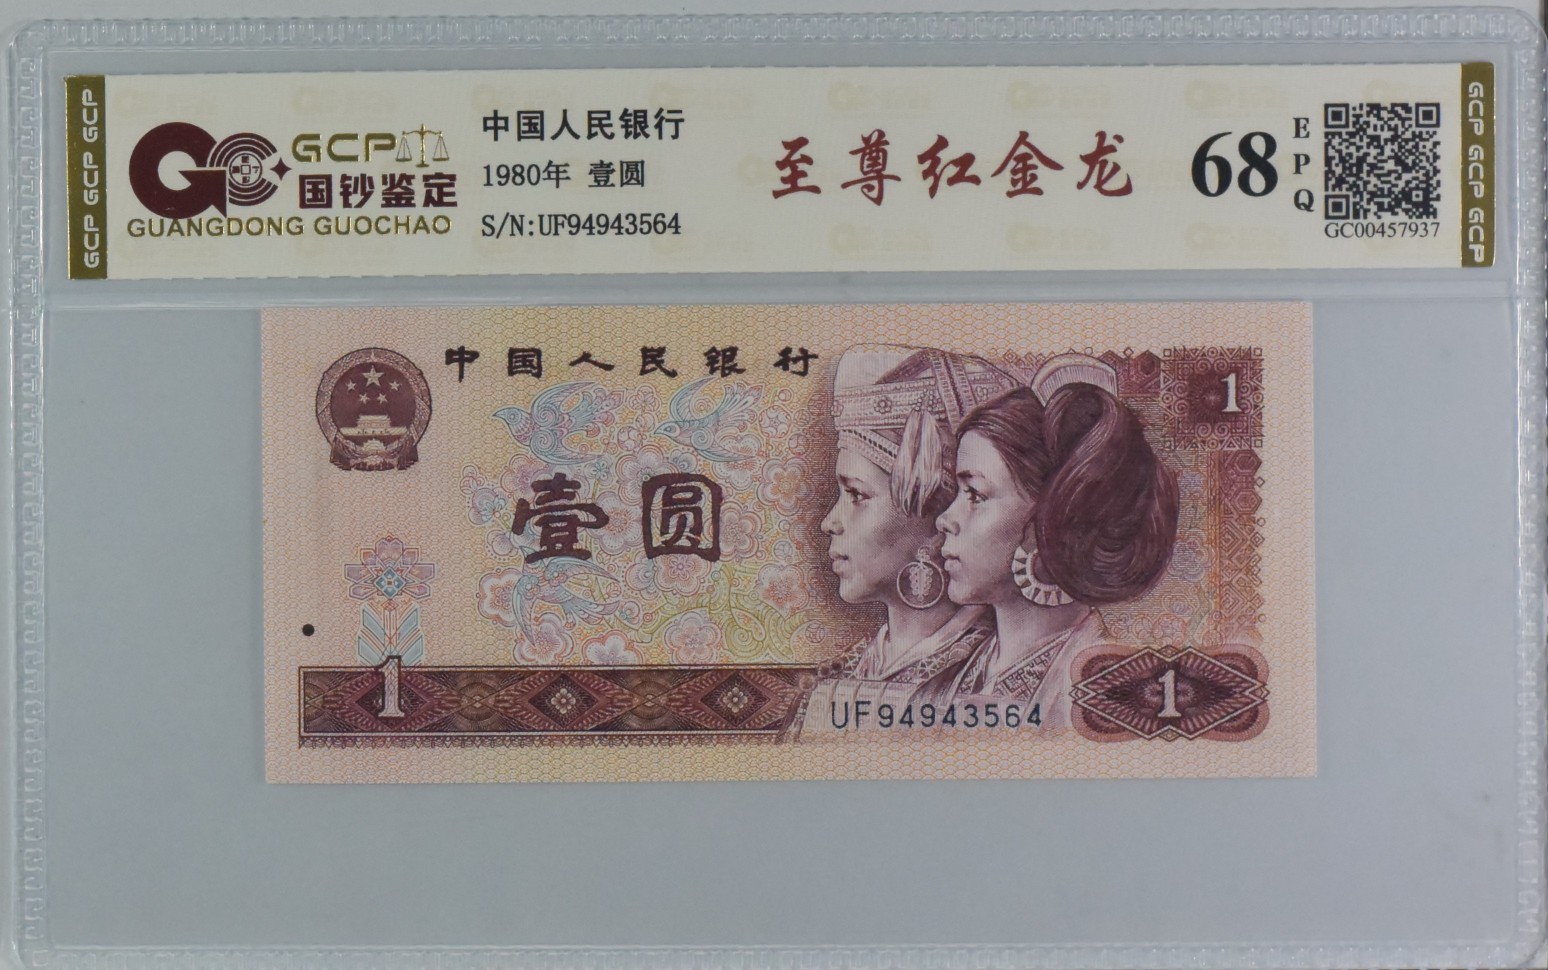 GCP GCP GCP
GCP
国钞鉴定
GUANGDONG GUOCHAO
中国人民银行
1980年 壹圆
S/N:UF94943564
至尊红金龙
68
EPQ
GC00457937
GCP GCP GCP
中国人民银行
1
壹圆
1
UF94943564
1